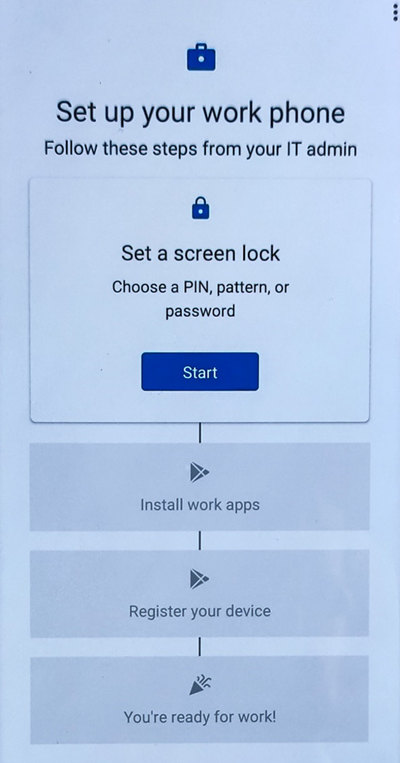 Set up your work phone
Follow these steps from your IT admin
Set a screen lock
Choose a PIN, pattern, or
password
Start
Install work apps
Register your device
You're ready for work!